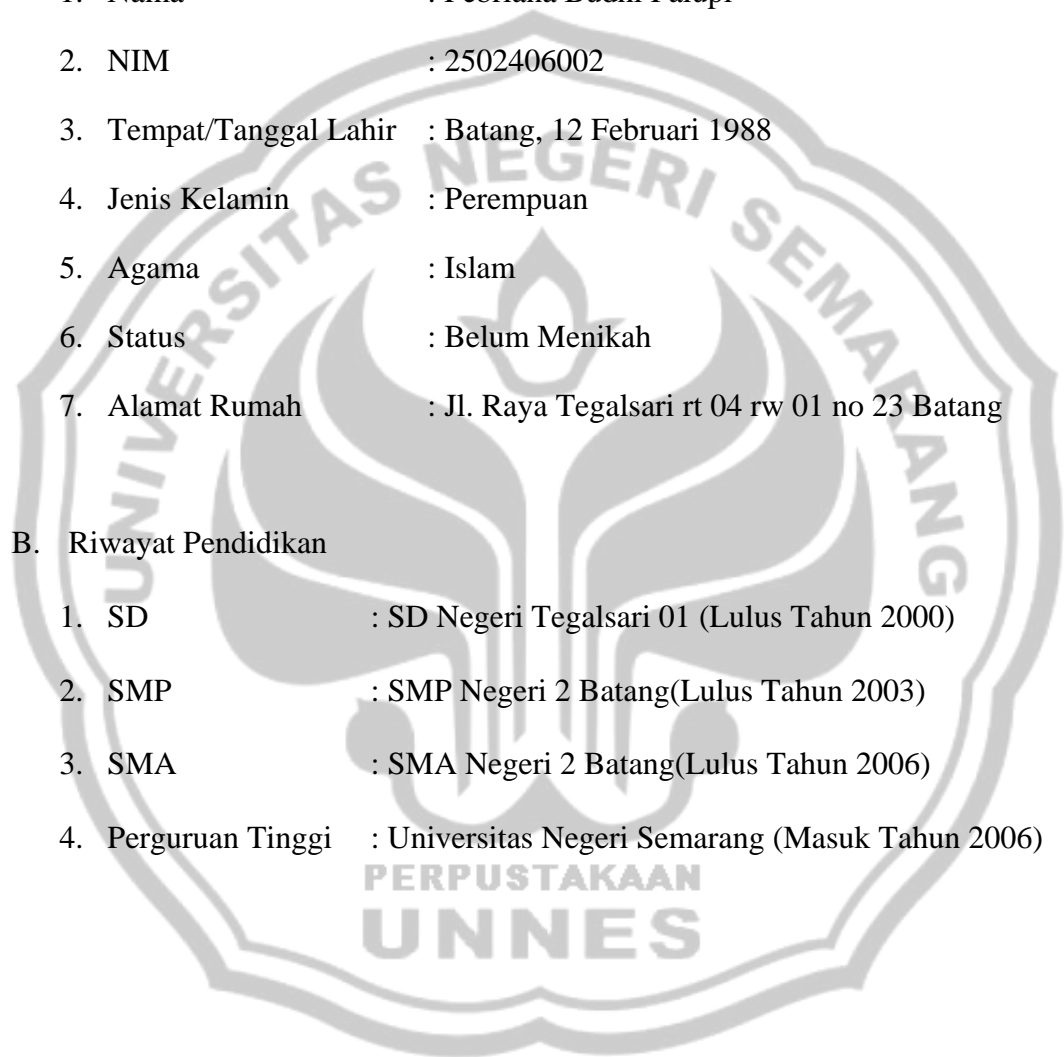 2. NIM : 2502406002
3. Tempat/Tanggal Lahir : Batang, 12 Februari 1988
4. Jenis Kelamin : Perempuan
5. Agama : Islam
6. Status : Belum Menikah
7. Alamat Rumah : Jl. Raya Tegalsari rt 04 rw 01 no 23 Batang
B. Riwayat Pendidikan
1. SD : SD Negeri Tegalsari 01 (Lulus Tahun 2000)
2. SMP : SMP Negeri 2 Batang(Lulus Tahun 2003)
3. SMA : SMA Negeri 2 Batang(Lulus Tahun 2006)
4. Perguruan Tinggi : Universitas Negeri Semarang (Masuk Tahun 2006)
UNIVERSITAS NEGERI SEMARANG
PERPUSTAKAAN
UNNES